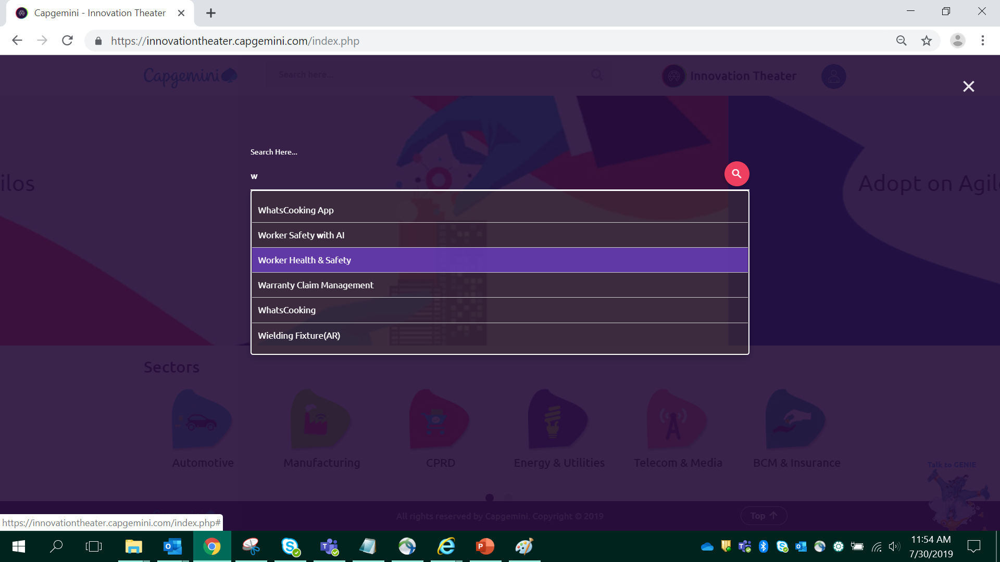 Capgemini - Innovation Theater
https://innovationtheater.capgemini.com/index.php
Capgemini
Search here...
Innovation Theater
Search Here...
w
ilos
Adopt on Agil
WhatsCooking App
Worker Safety with AI
Worker Health & Safety
Warranty Claim Management
WhatsCooking
Wielding Fixture(AR)
Sectors
Automotive
Manufacturing
CPRD
Energy & Utilities
Telecom & Media
BCM & Insurance
Talk to GENIE
All rights reserved by Capgemini. Copyright © 2019
Top
https://innovationtheater.capgemini.com/index.php#
11:54 AM
7/30/2019